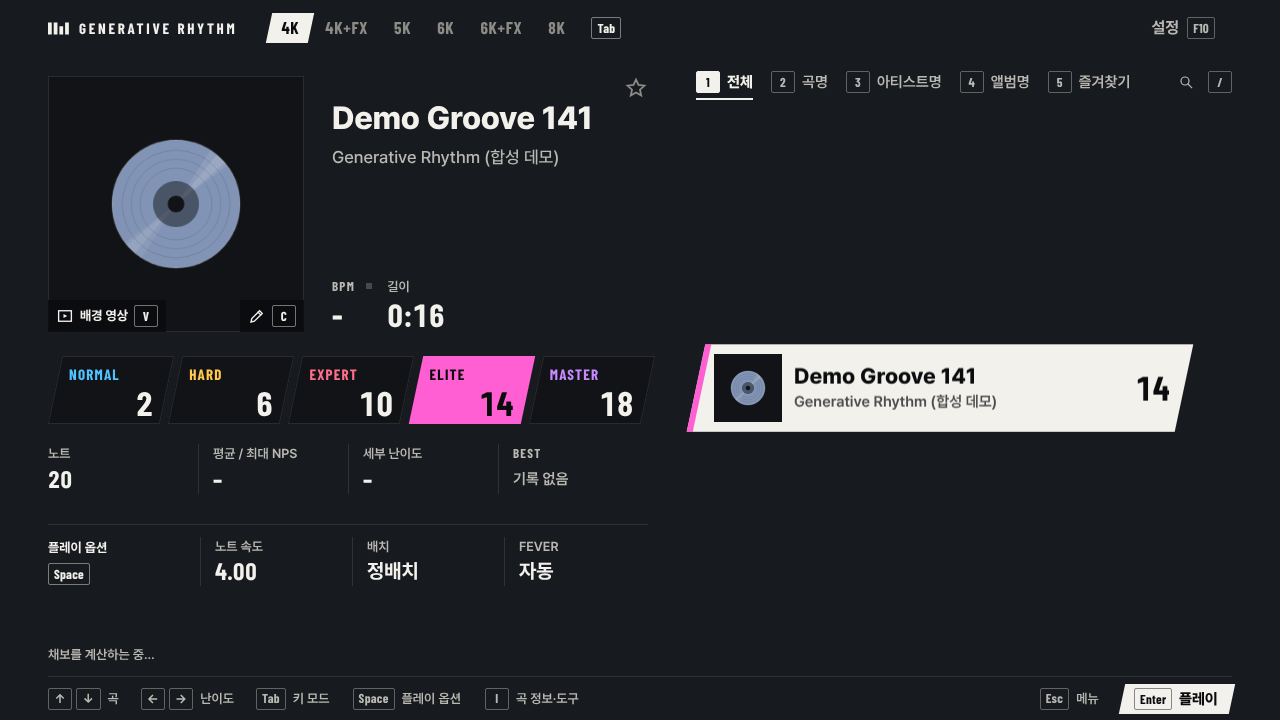 GENERATIVE RHYTHM
4K 4K+FX 5K 6K 6K+FX 8K Tab
설정 F10
Demo Groove 141
Generative Rhythm (합성 데모)
BPM 길이
- 0:16
배경 영상 V
C
NORMAL 2
HARD 6
EXPERT 10
ELITE 14
MASTER 18
노트 평균 / 최대 NPS 세부 난이도 BEST
20 - - 기록 없음
플레이 옵션 노트 속도 배치 FEVER
Space 4.00 정배치 자동
채보를 계산하는 중...
1 전체 2 곡명 3 아티스트명 4 앨범명 5 즐겨찾기 /
Demo Groove 141
Generative Rhythm (합성 데모)
14
↑ ↓ 곡 ← → 난이도 Tab 키 모드 Space 플레이 옵션 I 곡 정보·도구
Esc 메뉴 Enter 플레이